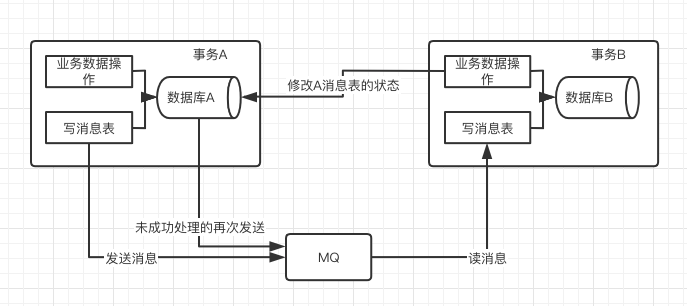 事务A
业务数据操
作
写消息表
数据库A
修改A消息表的状态
事务B
业务数据操
作
写消息表
数据库B
未成功处理的再次发送
发送消息
MQ
读消息